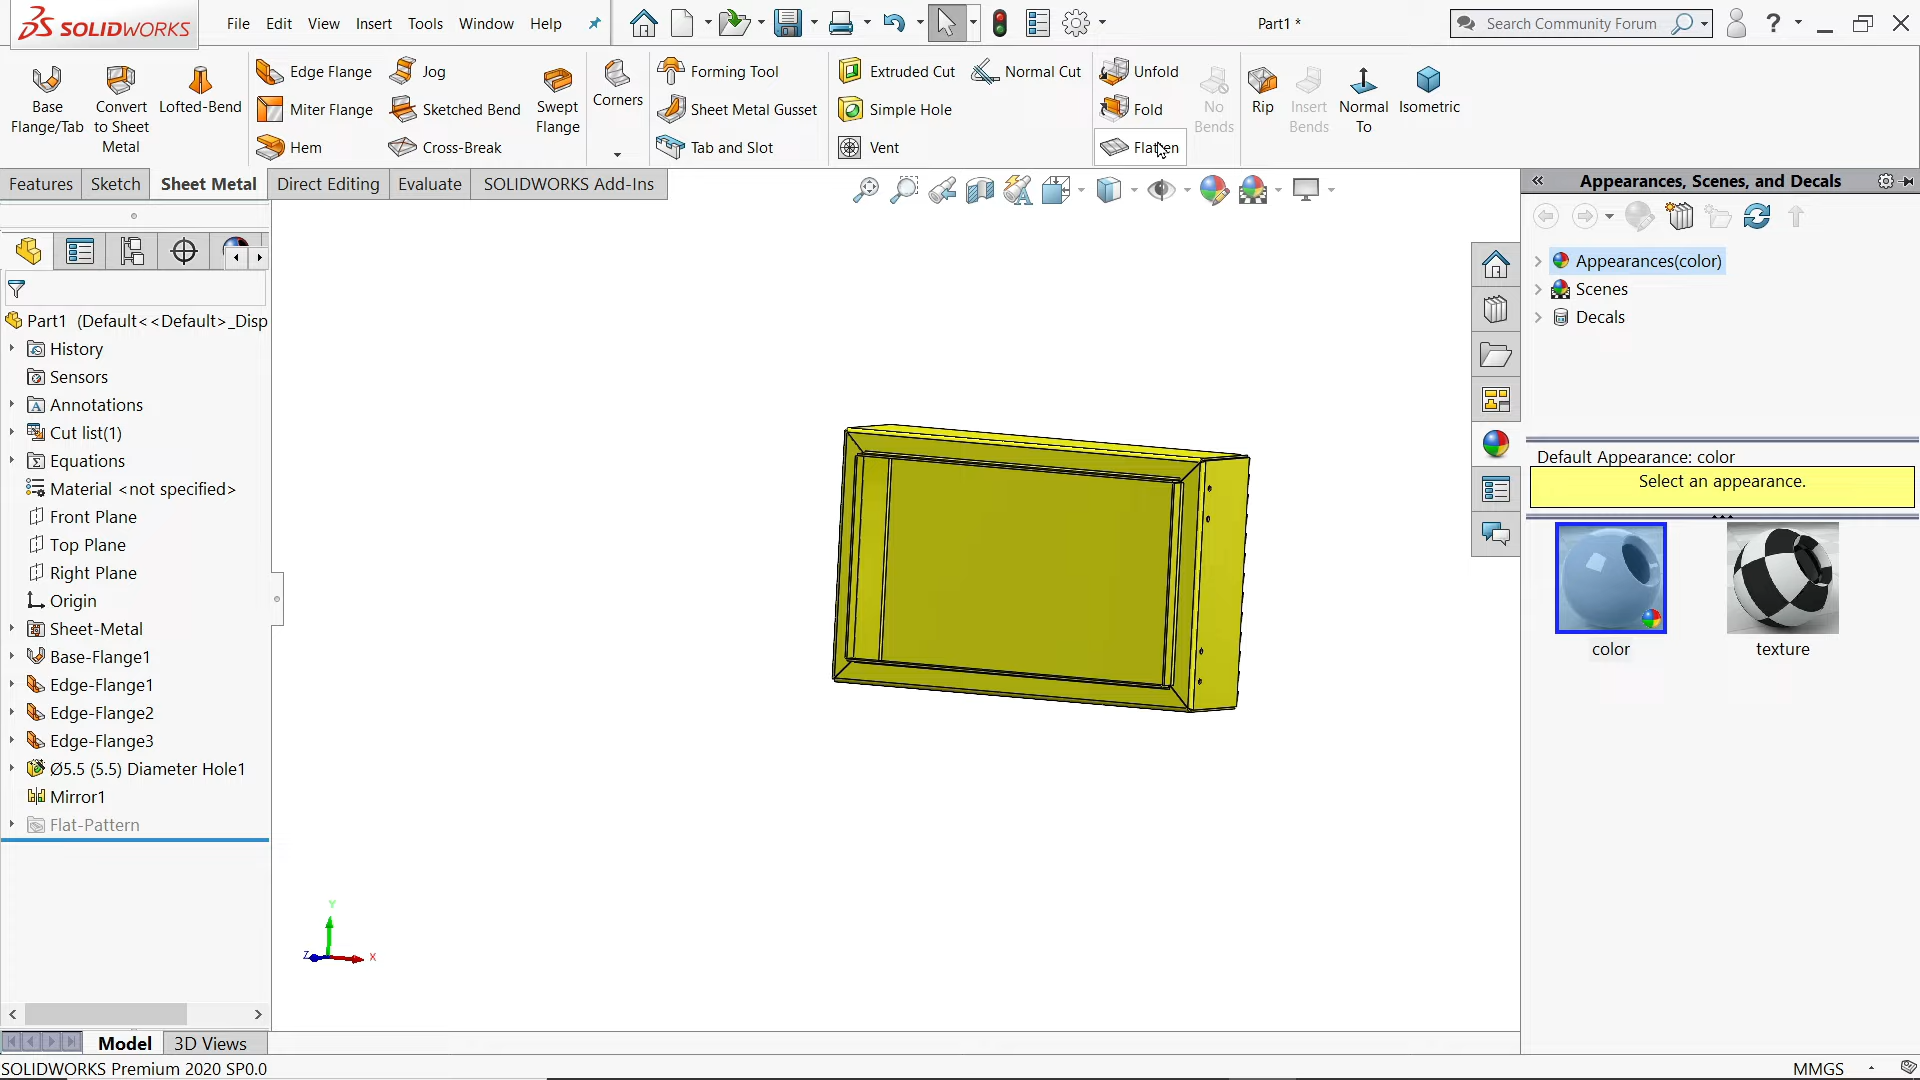 SOLIDWORKS
File Edit View Insert Tools Window Help
Part1 *
Search Community Forum
?
Base Flange/Tab
Convert to Sheet Metal
Lofted-Bend
Edge Flange
Miter Flange
Hem
Jog
Sketched Bend
Cross-Break
Swept Flange
Corners
Forming Tool
Sheet Metal Gusset
Tab and Slot
Extruded Cut
Simple Hole
Vent
Normal Cut
Unfold
Fold
Flatten
No Bends
Rip
Insert Bends
Normal To
Isometric
Features Sketch Sheet Metal Direct Editing Evaluate SOLIDWORKS Add-Ins
Part1 (Default<<Default>_Disp
History
Sensors
Annotations
Cut list(1)
Equations
Material <not specified>
Front Plane
Top Plane
Right Plane
Origin
Sheet-Metal
Base-Flange1
Edge-Flange1
Edge-Flange2
Edge-Flange3
Ø5.5 (5.5) Diameter Hole1
Mirror1
Flat-Pattern
Y
Z
X
Appearances, Scenes, and Decals
Appearances(color)
Scenes
Decals
Default Appearance: color
Select an appearance.
color
texture
Model 3D Views
SOLIDWORKS Premium 2020 SP0.0
MMGS